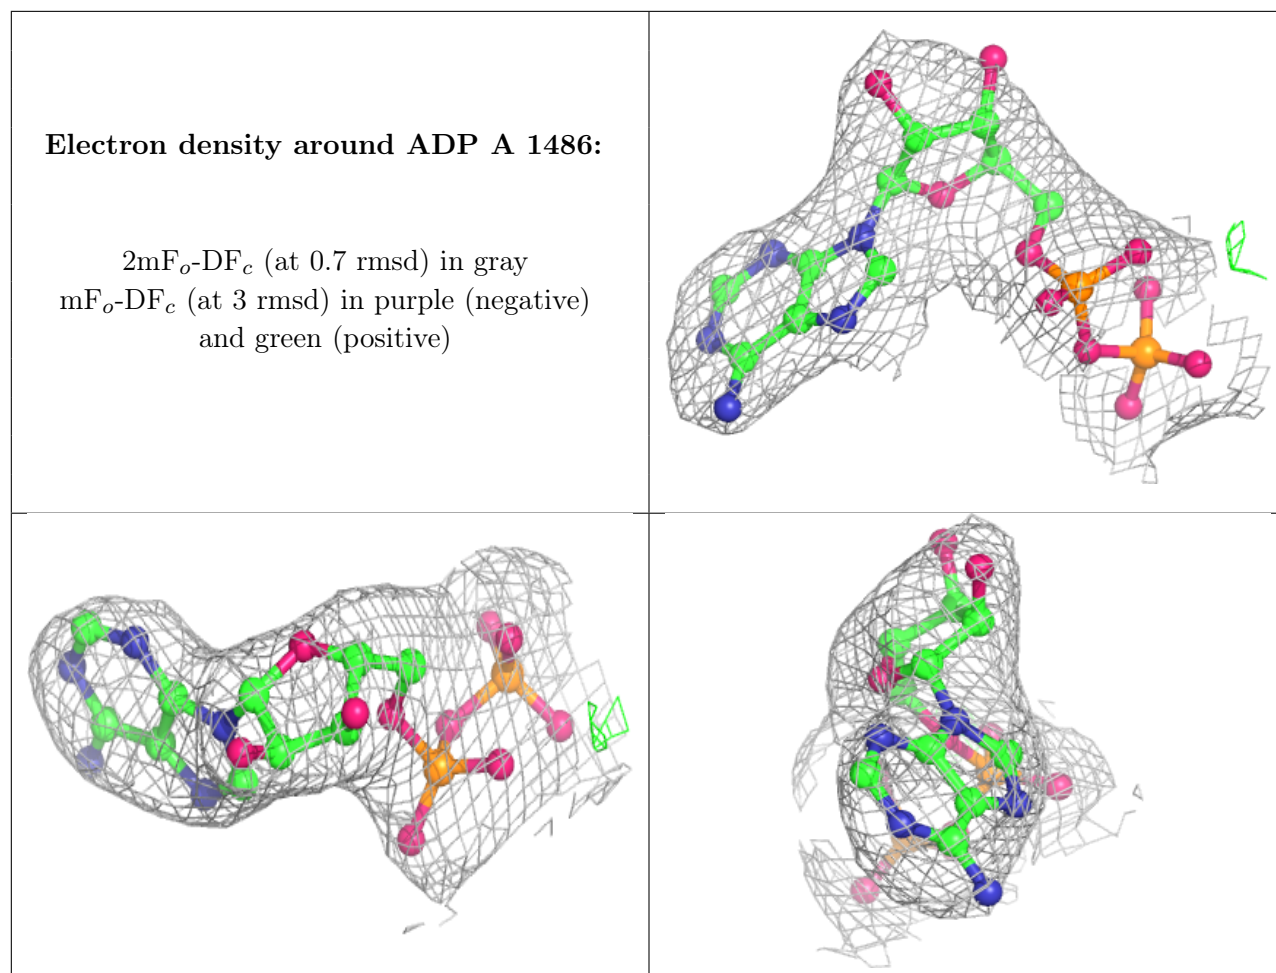 Electron density around ADP A 1486:
2mFo-DFc (at 0.7 rmsd) in gray
mFo-DFc (at 3 rmsd) in purple (negative)
and green (positive)